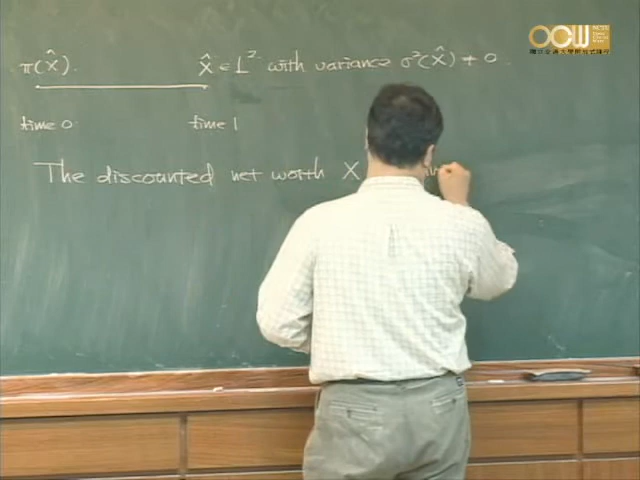 OCW
π(X̂). X̂ ∈ L² with variance σ²(X̂) ≠ 0.
time 0 time 1
The discounted net worth X